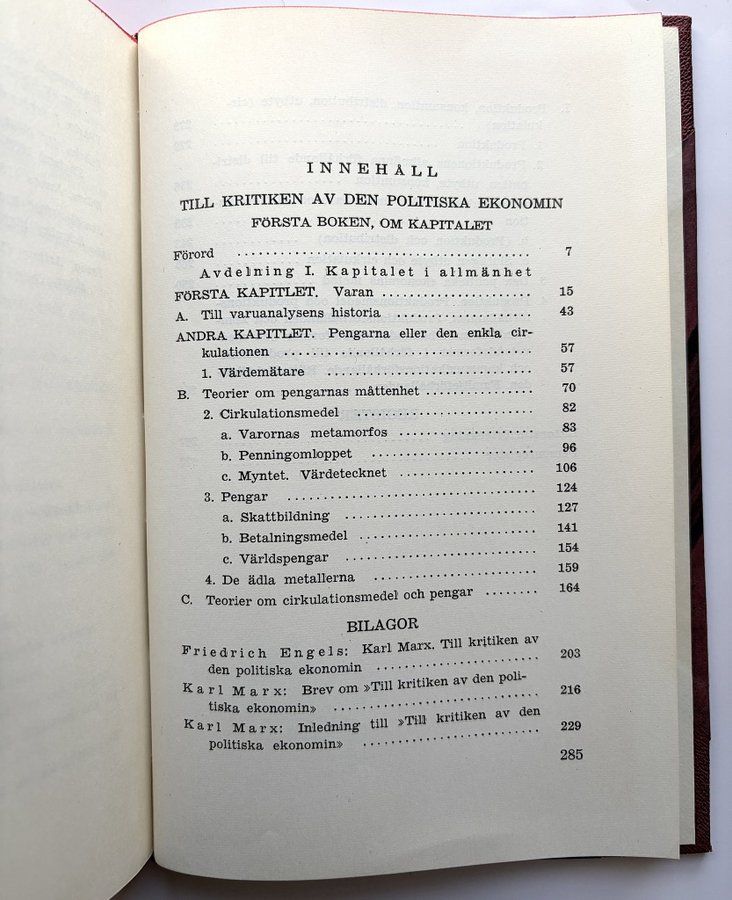 INNEHÅLL
TILL KRITIKEN AV DEN POLITISKA EKONOMIN
FÖRSTA BOKEN, OM KAPITALET
Förord ........................................ 7
Avdelning I. Kapitalet i allmänhet
FÖRSTA KAPITLET. Varan ..................... 15
A. Till varuanalysens historia ................... 43
ANDRA KAPITLET. Pengarna eller den enkla cir-
kulationen ................................. 57
1. Värdemätare ........................... 57
B. Teorier om pengarnas måttenhet ............... 70
2. Cirkulationsmedel ........................ 82
a. Varornas metamorfos .................... 83
b. Penningomloppet ...................... 96
c. Myntet. Värdetecknet ................... 106
3. Pengar ................................. 124
a. Skattbildning .......................... 127
b. Betalningsmedel ........................ 141
c. Världspengar .......................... 154
4. De ädla metallerna ...................... 159
C. Teorier om cirkulationsmedel och pengar ........ 164
BILAGOR
Friedrich Engels: Karl Marx. Till kritiken av
den politiska ekonomin ....................... 203
Karl Marx: Brev om »Till kritiken av den poli-
tiska ekonomin» ............................ 216
Karl Marx: Inledning till »Till kritiken av den
politiska ekonomin» ......................... 229
285